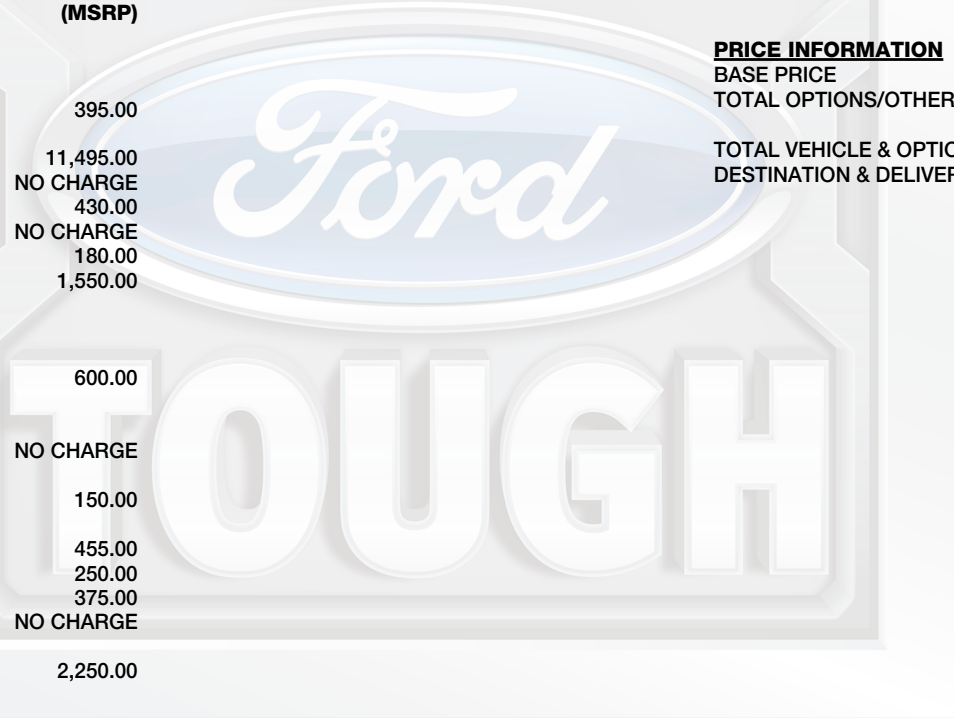 (MSRP)
395.00
11,495.00
NO CHARGE
430.00
NO CHARGE
180.00
1,550.00
600.00
NO CHARGE
150.00
455.00
250.00
375.00
NO CHARGE
2,250.00
PRICE INFORMATION
BASE PRICE
TOTAL OPTIONS/OTHER
TOTAL VEHICLE & OPTIO
DESTINATION & DELIVER
Ford
TOUGH